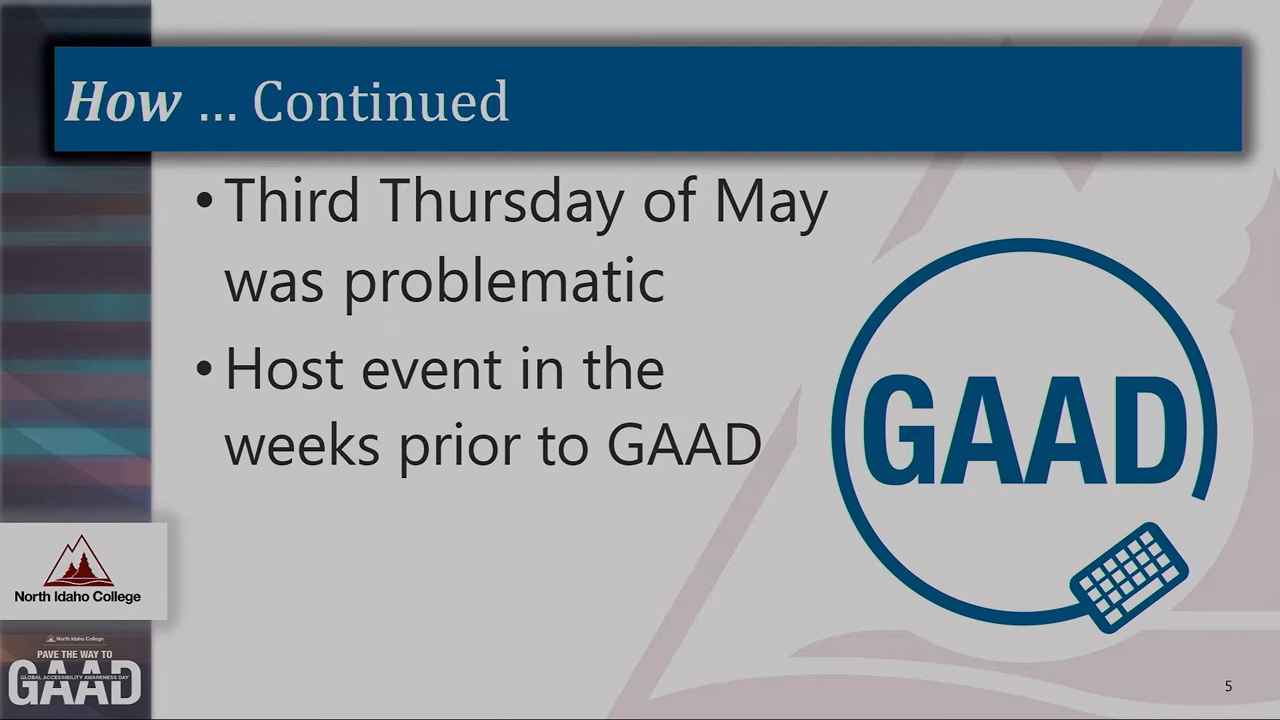 How ... Continued
• Third Thursday of May
was problematic
• Host event in the
weeks prior to GAAD
GAAD
North Idaho College
North Idaho College
PAVE THE WAY TO
GAAD
GLOBAL ACCESSIBILITY AWARENESS DAY
5